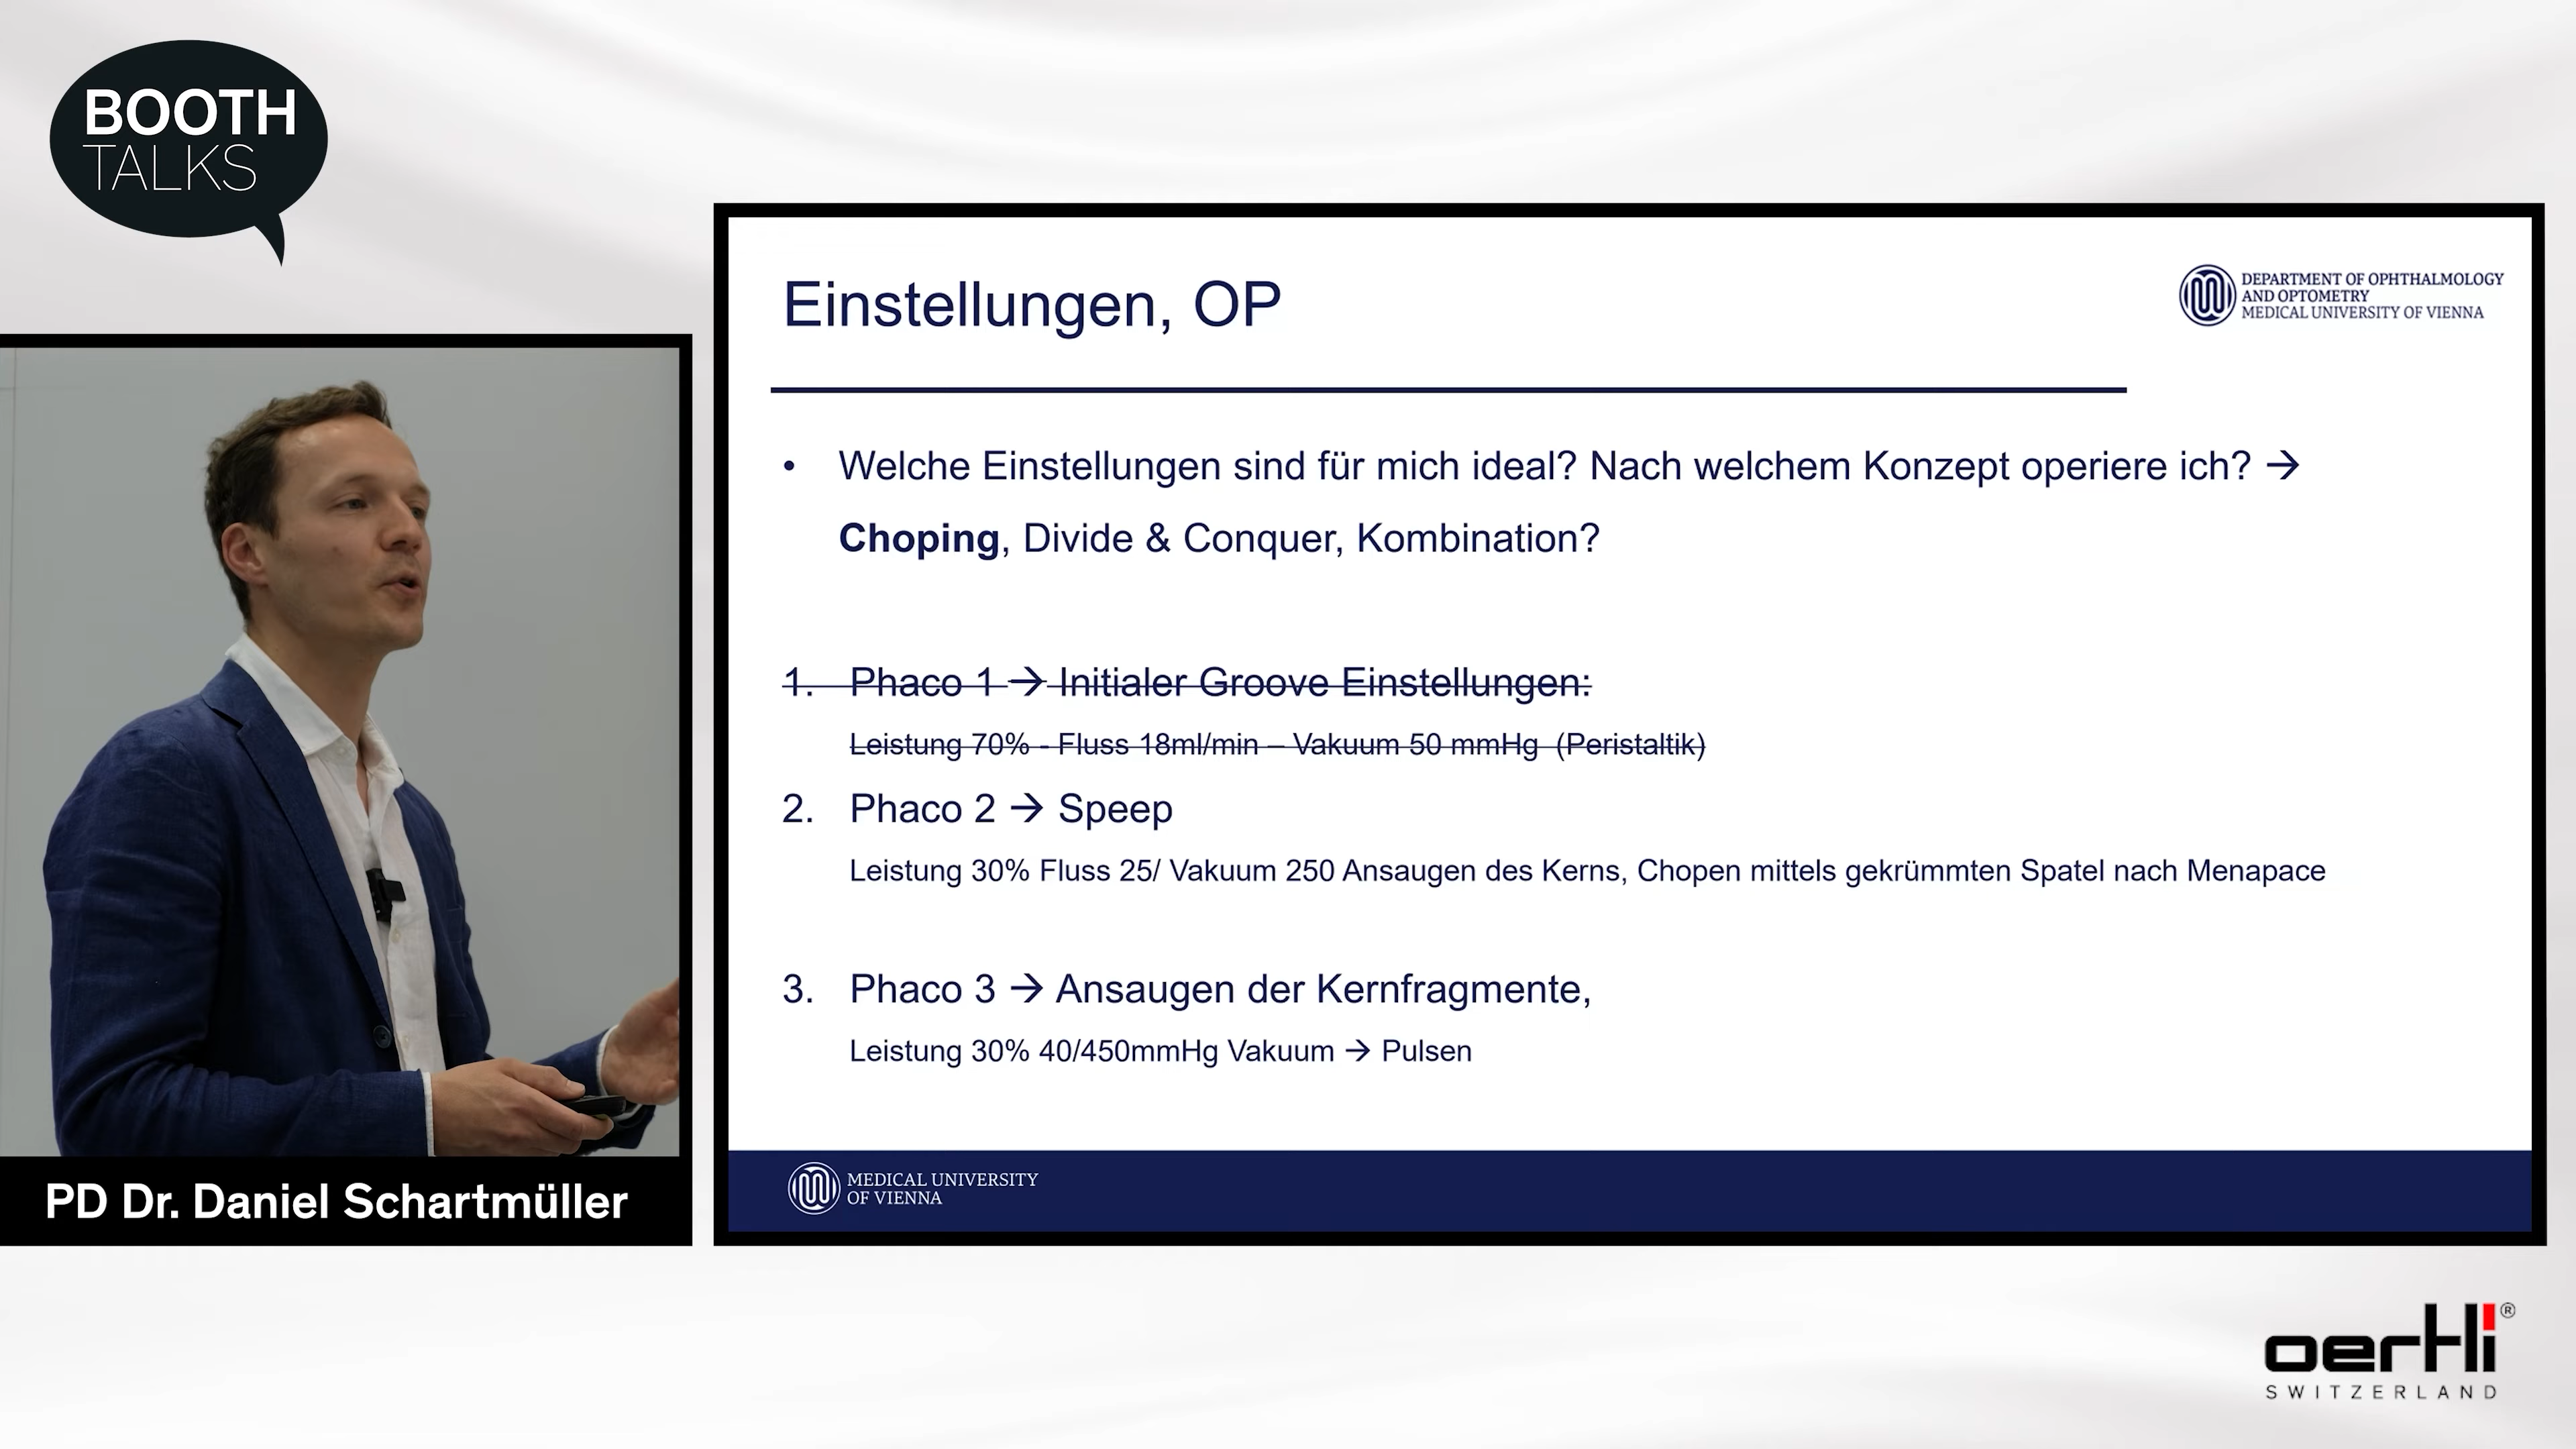 BOOTH
TALKS
Einstellungen, OP
DEPARTMENT OF OPHTHALMOLOGY
AND OPTOMETRY
MEDICAL UNIVERSITY OF VIENNA
• Welche Einstellungen sind für mich ideal? Nach welchem Konzept operiere ich? →
Choping, Divide & Conquer, Kombination?
1. Phaco 1 → Initialer Groove Einstellungen:
Leistung 70% - Fluss 18ml/min – Vakuum 50 mmHg (Peristaltik)
2. Phaco 2 → Speep
Leistung 30% Fluss 25/ Vakuum 250 Ansaugen des Kerns, Chopen mittels gekrümmten Spatel nach Menapace
3. Phaco 3 → Ansaugen der Kernfragmente,
Leistung 30% 40/450mmHg Vakuum → Pulsen
MEDICAL UNIVERSITY
OF VIENNA
PD Dr. Daniel Schartmüller
oertli®
SWITZERLAND